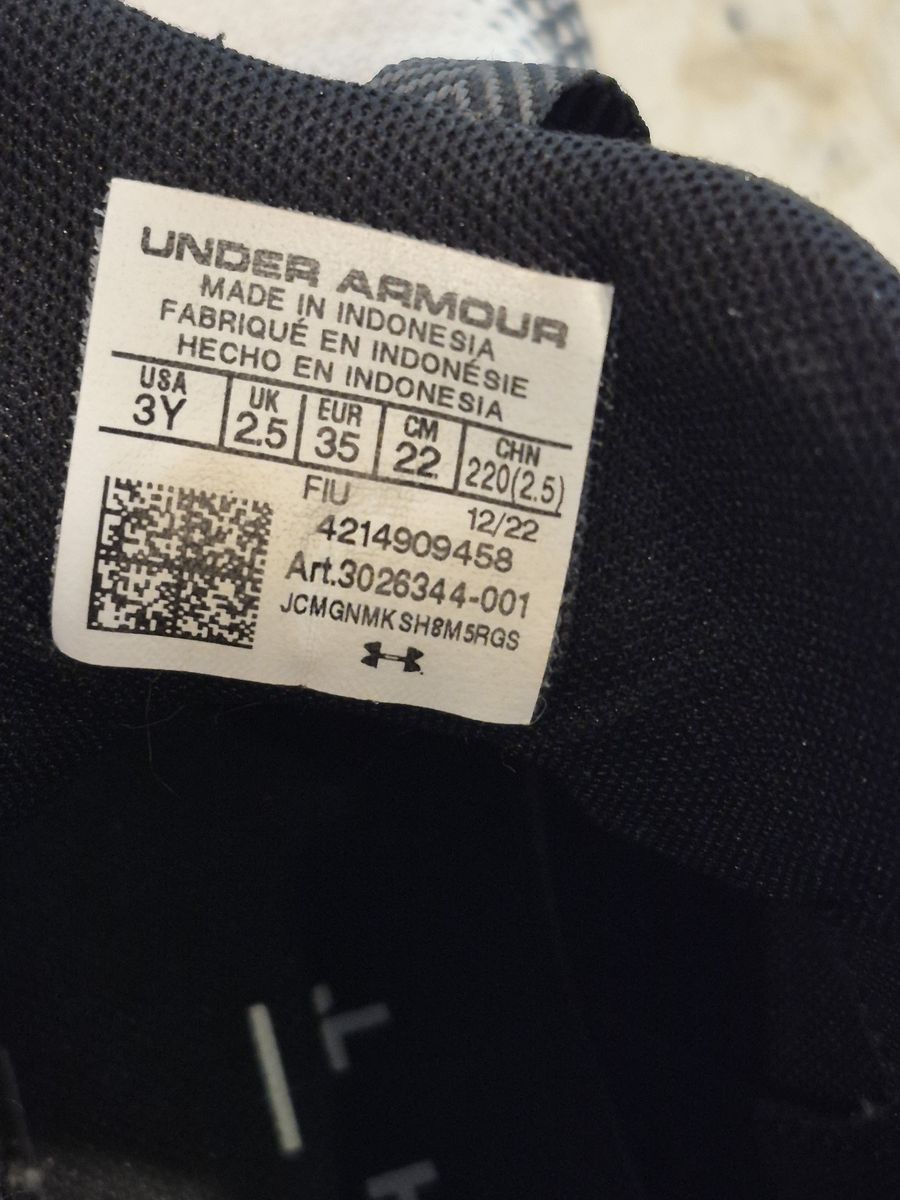 UNDER ARMOUR
MADE IN INDONESIA
FABRIQUÉ EN INDONÉSIE
HECHO EN INDONESIA
USA UK EUR CM CHN
3Y 2.5 35 22 220(2.5)
FIU 12/22
4214909458
Art.3026344-001
JCMGNMKSH8M5RGS